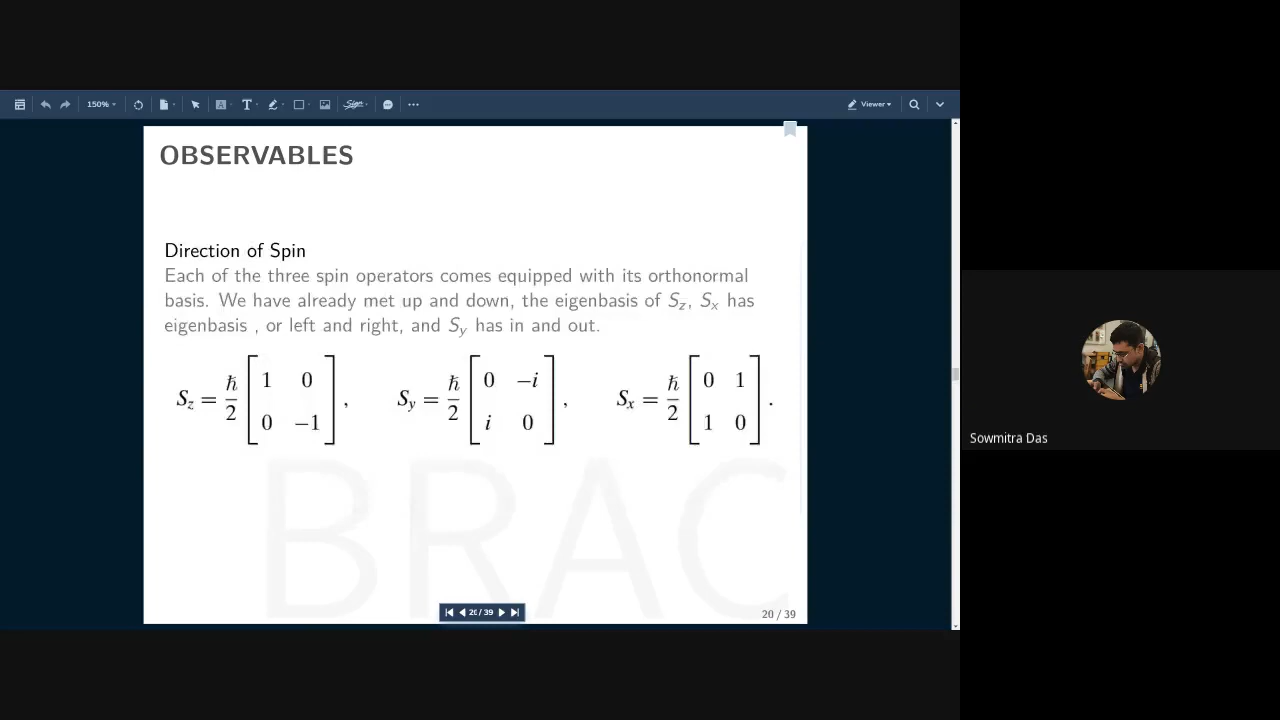 150%
Sign
Viewer
OBSERVABLES
Direction of Spin
Each of the three spin operators comes equipped with its orthonormal
basis. We have already met up and down, the eigenbasis of S_z, S_x has
eigenbasis , or left and right, and S_y has in and out.
S_z = ℏ/2 [1 0; 0 −1], S_y = ℏ/2 [0 −i; i 0], S_x = ℏ/2 [0 1; 1 0].
BRAC
20 / 39
20 / 39
Sowmitra Das